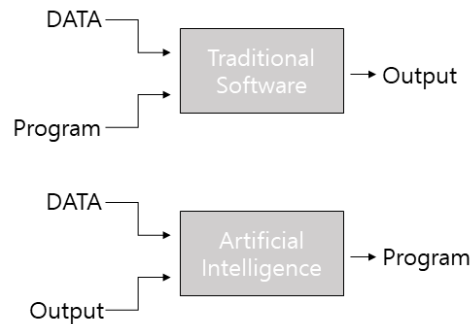 DATA
Traditional
Software
Output
Program
DATA
Artificial
Intelligence
Program
Output